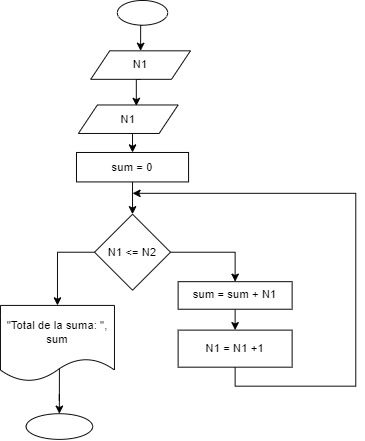 N1
N1
sum = 0
N1 <= N2
sum = sum + N1
"Total de la suma: ",
sum
N1 = N1 +1